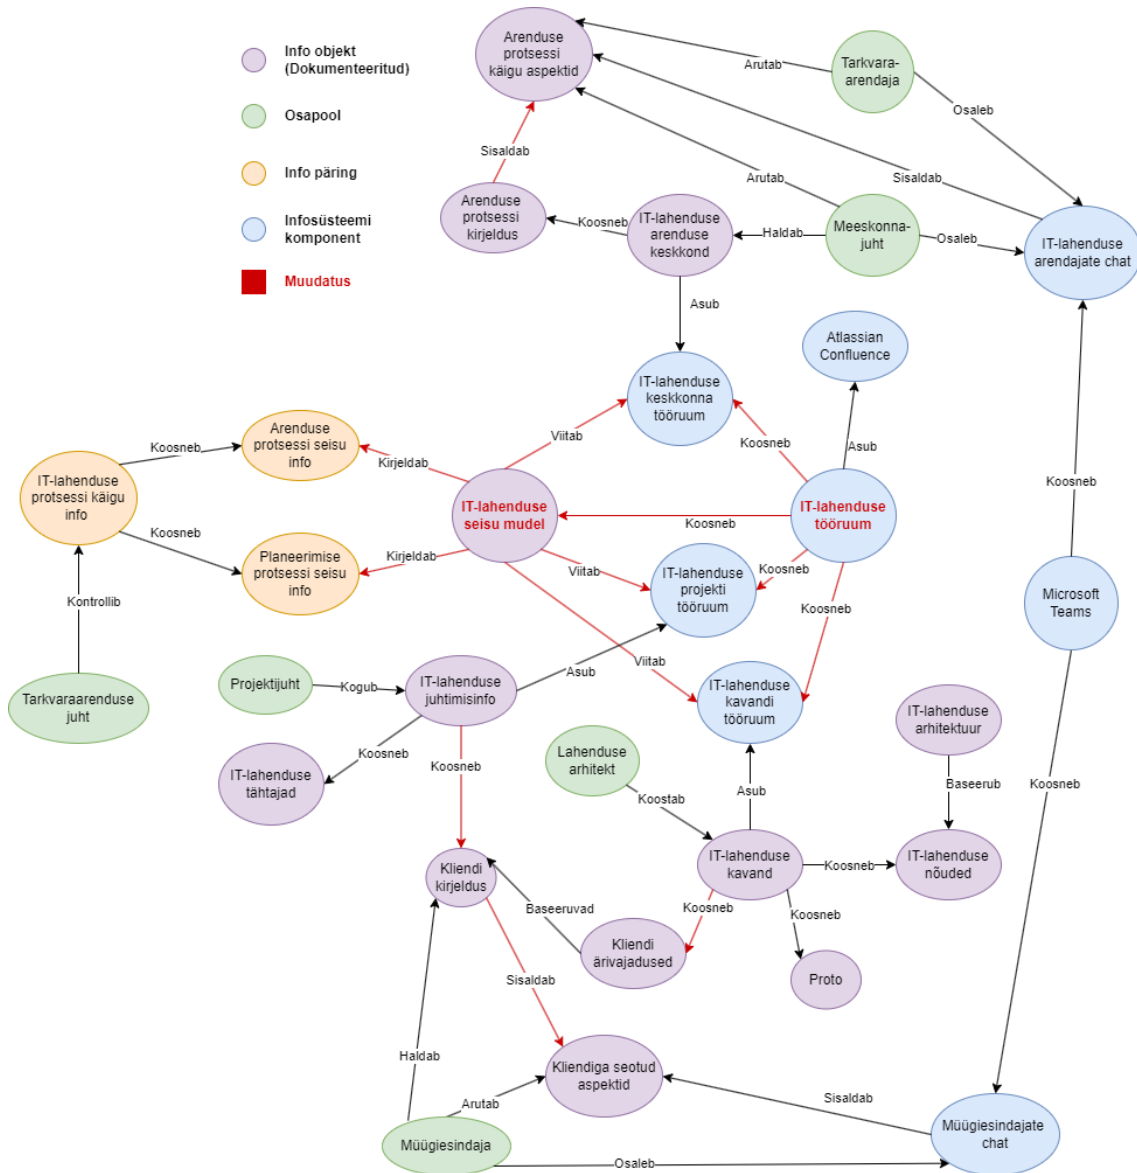 Info objekt
(Dokumenteeritud)
Osapool
Info päring
Infosüsteemi
komponent
Muudatus
Arenduse
protsessi
käigu aspektid
Arutab
Tarkvara-
arendaja
Osaleb
Sisaldab
Arutab
Sisaldab
Arenduse
protsessi
kirjeldus
Koosneb
IT-lahenduse
arenduse
keskkond
Haldab
Meeskonna-
juht
Osaleb
IT-lahenduse
arendajate chat
Asub
Atlassian
Confluence
IT-lahenduse
keskkonna
tööruum
Arenduse
protsessi seisu
info
Koosneb
Viitab
Koosneb
Asub
Kirjeldab
IT-lahenduse
protsessi käigu
info
IT-lahenduse
seisu mudel
Koosneb
IT-lahenduse
tööruum
Koosneb
Koosneb
Planeerimise
protsessi seisu
info
Kirjeldab
Viitab
Koosneb
IT-lahenduse
projekti
tööruum
Koosneb
Microsoft
Teams
Kontrollib
Tarkvaraarenduse
juht
Projektijuht
Kogub
IT-lahenduse
juhtimisinfo
Asub
Viitab
IT-lahenduse
kavandi
tööruum
IT-lahenduse
arhitektuur
Koosneb
IT-lahenduse
tähtajad
Koosneb
Lahenduse
arhitekt
Koostab
Asub
Baseerub
Koosneb
Kliendi
kirjeldus
IT-lahenduse
kavand
Koosneb
IT-lahenduse
nõuded
Baseeruvad
Koosneb
Koosneb
Kliendi
ärivajadused
Proto
Sisaldab
Haldab
Kliendiga seotud
aspektid
Arutab
Sisaldab
Müügiesindaja
Osaleb
Müügiesindajate
chat